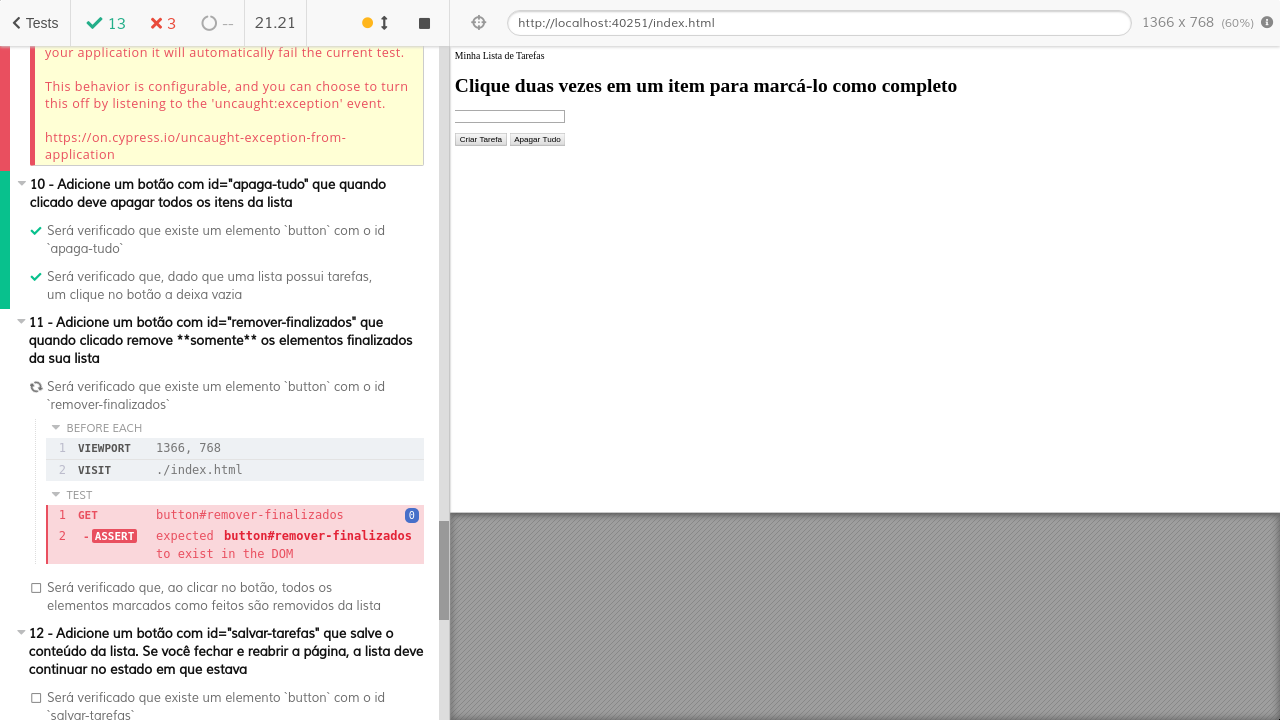 Tests
13
3
--
21.21
http://localhost:40251/index.html
1366 x 768 (60%)
your application it will automatically fail the current test.
This behavior is configurable, and you can choose to turn
this off by listening to the 'uncaught:exception' event.
https://on.cypress.io/uncaught-exception-from-
application
10 - Adicione um botão com id="apaga-tudo" que quando
clicado deve apagar todos os itens da lista
Será verificado que existe um elemento `button` com o id
`apaga-tudo`
Será verificado que, dado que uma lista possui tarefas,
um clique no botão a deixa vazia
11 - Adicione um botão com id="remover-finalizados" que
quando clicado remove **somente** os elementos finalizados
da sua lista
Será verificado que existe um elemento `button` com o id
`remover-finalizados`
BEFORE EACH
1 VIEWPORT 1366, 768
2 VISIT ./index.html
TEST
1 GET button#remover-finalizados 0
2 -ASSERT expected button#remover-finalizados
to exist in the DOM
Será verificado que, ao clicar no botão, todos os
elementos marcados como feitos são removidos da lista
12 - Adicione um botão com id="salvar-tarefas" que salve o
conteúdo da lista. Se você fechar e reabrir a página, a lista deve
continuar no estado em que estava
Será verificado que existe um elemento `button` com o id
`salvar-tarefas`
Minha Lista de Tarefas
Clique duas vezes em um item para marcá-lo como completo
Criar Tarefa Apagar Tudo